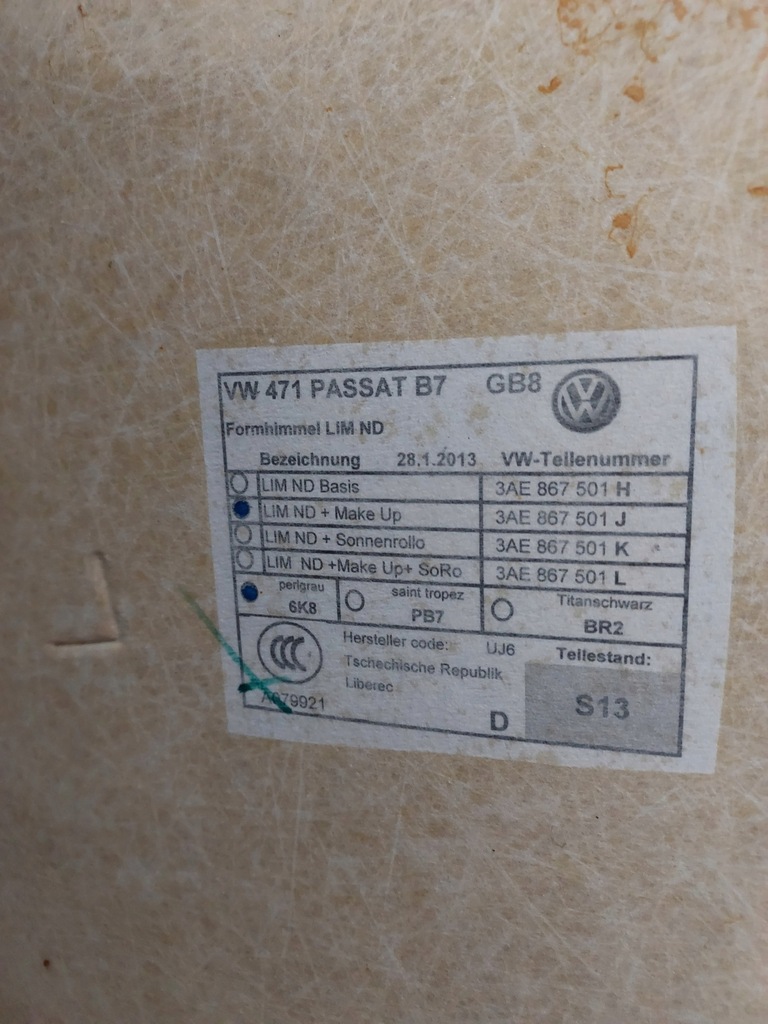 VW 471 PASSAT B7 GB8
Formhimmel LIM ND
Bezeichnung 28.1.2013 VW-Teilenummer
LIM ND Basis 3AE 867 501 H
LIM ND + Make Up 3AE 867 501 J
LIM ND + Sonnenrollo 3AE 867 501 K
LIM ND +Make Up+ SoRo 3AE 867 501 L
perlgrau saint tropez Titanschwarz
6K8 PB7 BR2
Hersteller code: UJ6 Teilestand:
Tschechische Republik
Liberec
A079921 D S13